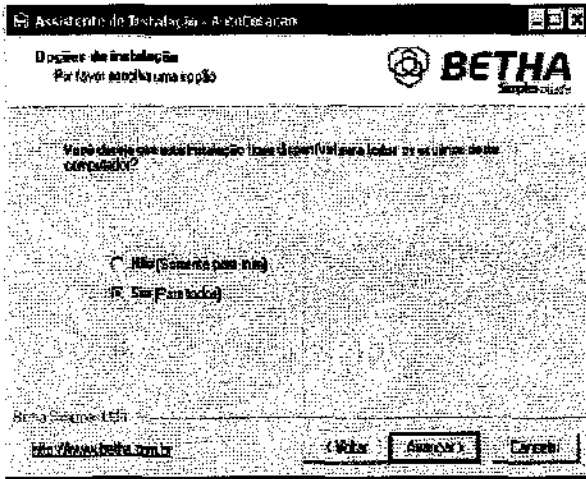 Assistente de Instalação - AutoCotacao
Opções de instalação
Por favor escolha uma opção
BETHA
Simples
Você deseja que esta instalação fique disponível para todos os usuários deste
computador?
Não (Somente para mim)
Sim (Para todos)
Betha Sistemas LTDA
http://www.betha.com.br
< Voltar
Avançar >
Cancelar